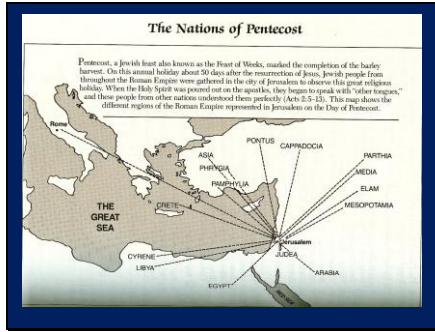 The Nations of Pentecost
Pentecost, a Jewish feast also known as the Feast of Weeks, marked the completion of the barley
harvest. On this annual holiday about 50 days after the resurrection of Jesus, Jewish people from
throughout the Roman Empire were gathered in the city of Jerusalem to observe this great religious
holiday. When the Holy Spirit was poured out on the apostles, they began to speak with "other tongues,"
and these people from other nations understood them perfectly (Acts 2:5-13). This map shows the
different regions of the Roman Empire represented in Jerusalem on the Day of Pentecost.
Rome
PONTUS
CAPPADOCIA
ASIA
PHRYGIA
PAMPHYLIA
PARTHIA
MEDIA
ELAM
MESOPOTAMIA
CRETE
THE
GREAT
SEA
Jerusalem
JUDEA
CYRENE
LIBYA
EGYPT
ARABIA